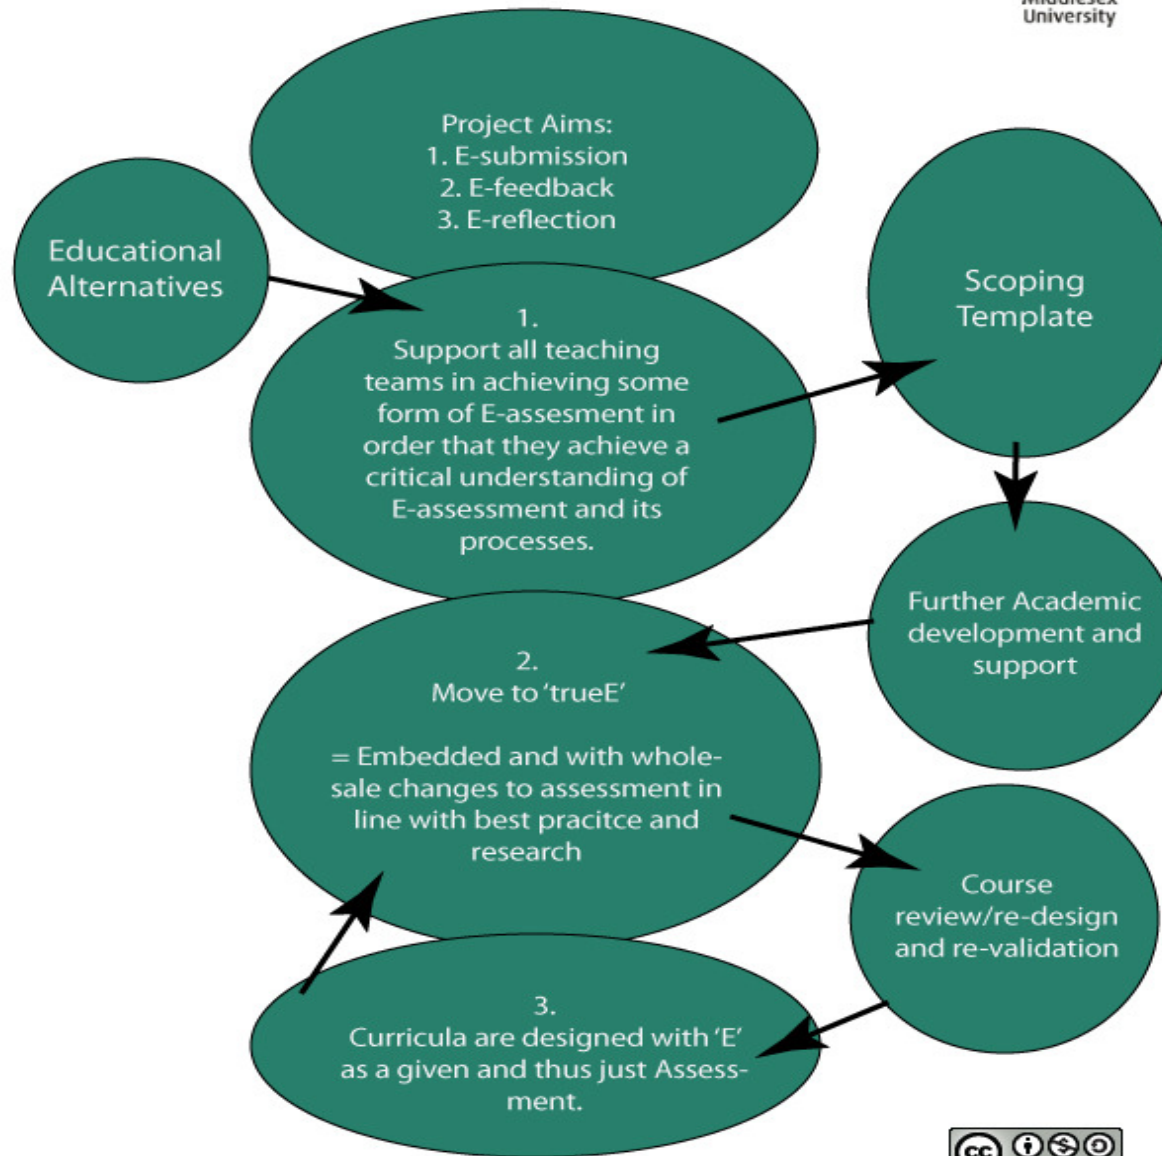 University
Project Aims:
1. E-submission
2. E-feedback
3. E-reflection
Educational
Alternatives
1.
Support all teaching
teams in achieving some
form of E-assesment in
order that they achieve a
critical understanding of
E-assessment and its
processes.
Scoping
Template
Further Academic
development and
support
2.
Move to ‘trueE’
= Embedded and with whole-
sale changes to assessment in
line with best pracitce and
research
Course
review/re-design
and re-validation
3.
Curricula are designed with ‘E’
as a given and thus just Assess-
ment.
cc